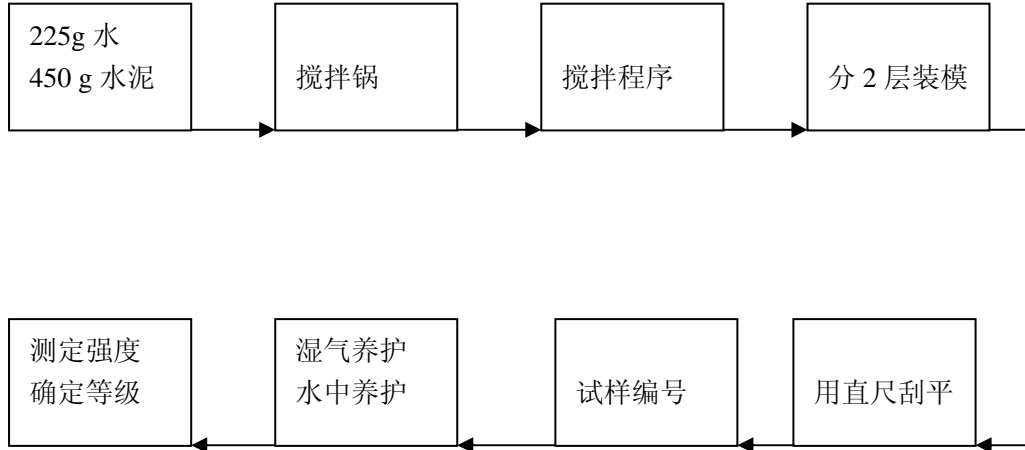 225g 水
450 g 水泥
搅拌锅
搅拌程序
分 2 层装模
测定强度
确定等级
湿气养护
水中养护
试样编号
用直尺刮平